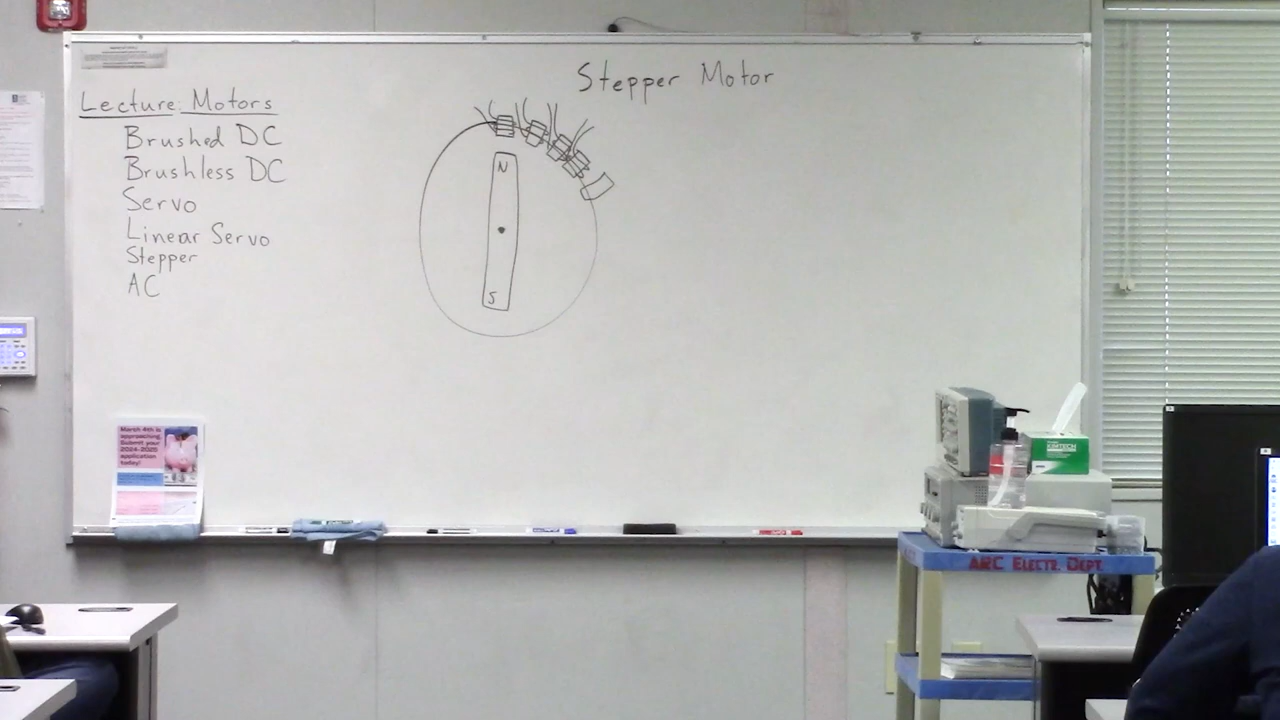 Stepper Motor
Lecture: Motors
Brushed DC
Brushless DC
Servo
Linear Servo
Stepper
AC
N
S
March 4th is
approaching.
Submit your
2024-2025
application
today!
KIMTECH
ARC ELECTR. DEPT.